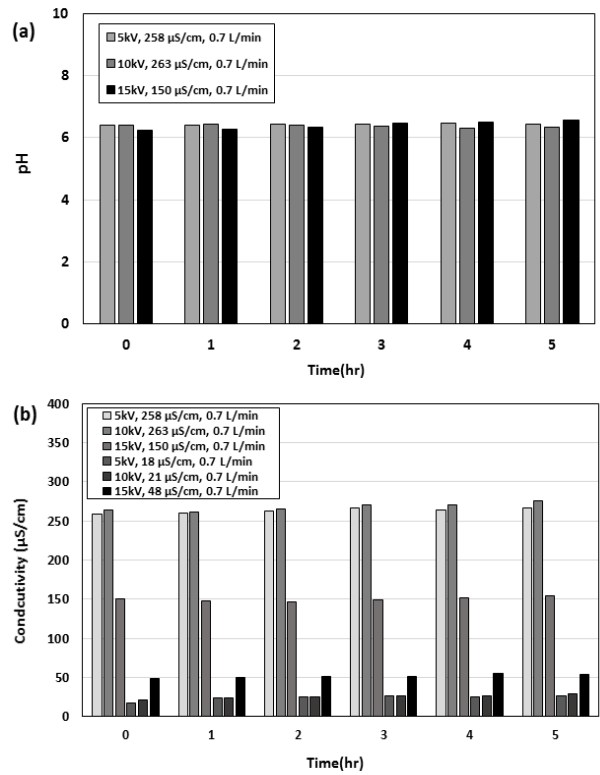 (a)
10
8
6
4
2
0
pH
5kV, 258 µS/cm, 0.7 L/min
10kV, 263 µS/cm, 0.7 L/min
15kV, 150 µS/cm, 0.7 L/min
0 1 2 3 4 5
Time(hr)
(b)
400
350
300
250
200
150
100
50
0
Condcutivity (µS/cm)
5kV, 258 µS/cm, 0.7 L/min
10kV, 263 µS/cm, 0.7 L/min
15kV, 150 µS/cm, 0.7 L/min
5kV, 18 µS/cm, 0.7 L/min
10kV, 21 µS/cm, 0.7 L/min
15kV, 48 µS/cm, 0.7 L/min
0 1 2 3 4 5
Time(hr)